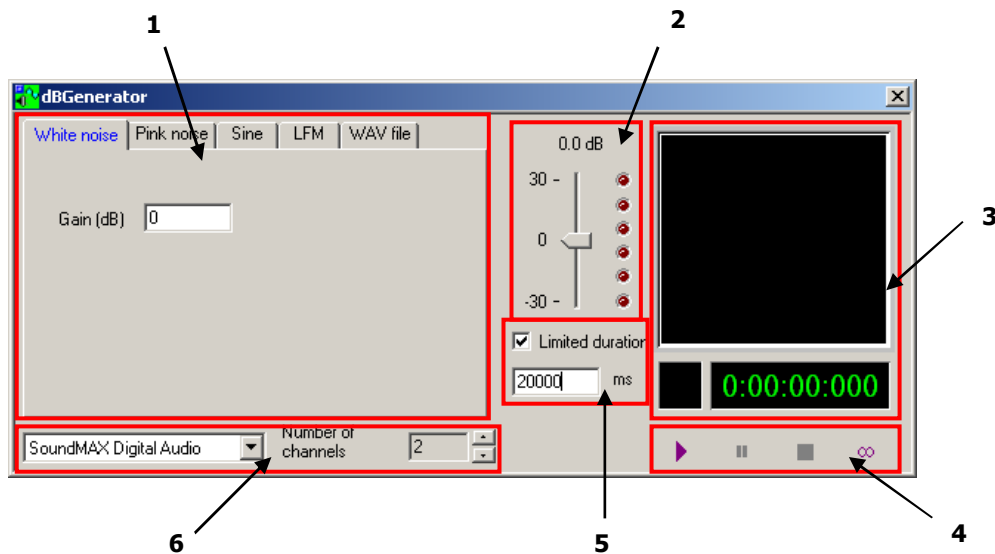 1
2
dBGenerator
White noise Pink noise Sine LFM WAV file
Gain (dB) 0
0.0 dB
30 -
0
-30 -
3
Limited duration
20000 ms
0:00:00:000
SoundMAX Digital Audio
Number of
channels
2
6
5
4